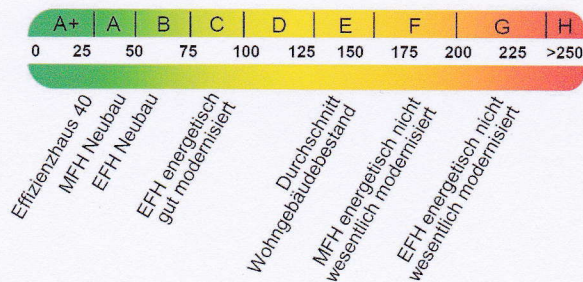 A+ A B C D E F G H
0 25 50 75 100 125 150 175 200 225 >250
Effizienzhaus 40
MFH Neubau
EFH Neubau
EFH energetisch
gut modernisiert
Durchschnitt
Wohngebäudebestand
MFH energetisch nicht
wesentlich modernisiert
EFH energetisch nicht
wesentlich modernisiert